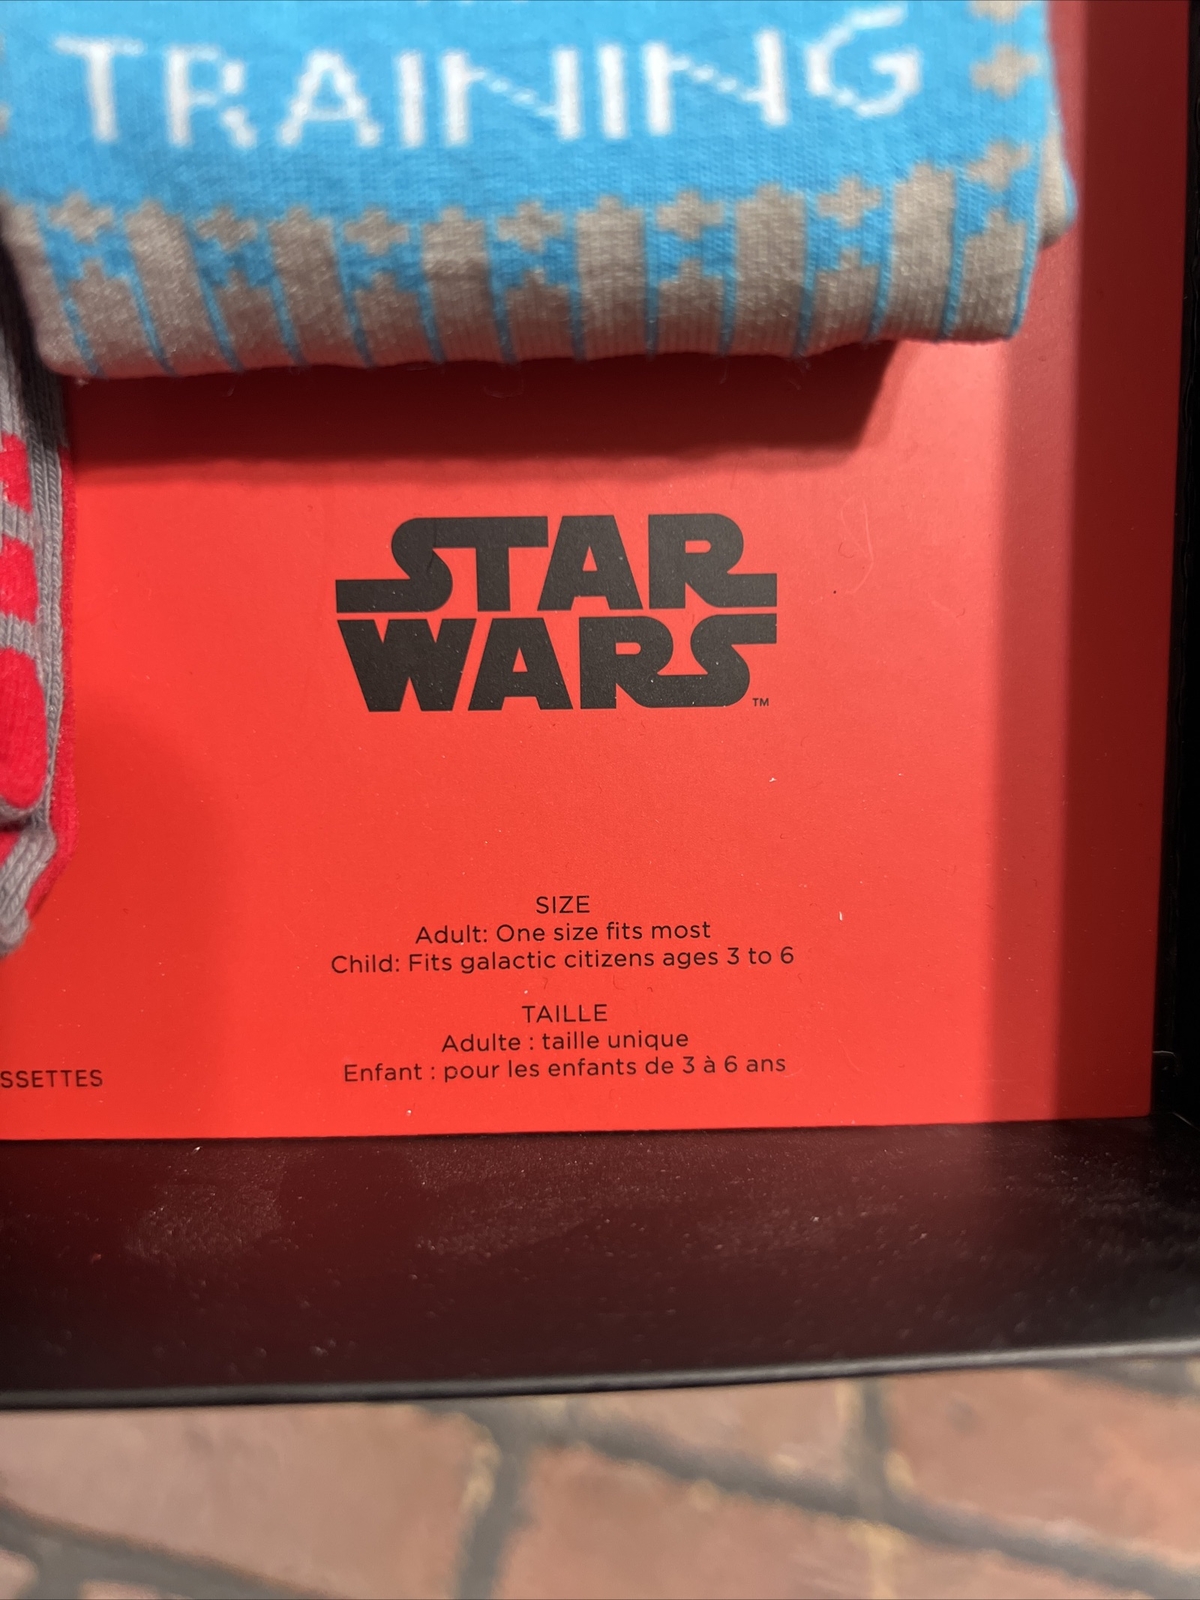 TRAINING
STAR
WARS
TM
SIZE
Adult: One size fits most
Child: Fits galactic citizens ages 3 to 6
TAILLE
Adulte : taille unique
Enfant : pour les enfants de 3 à 6 ans
SSETTES